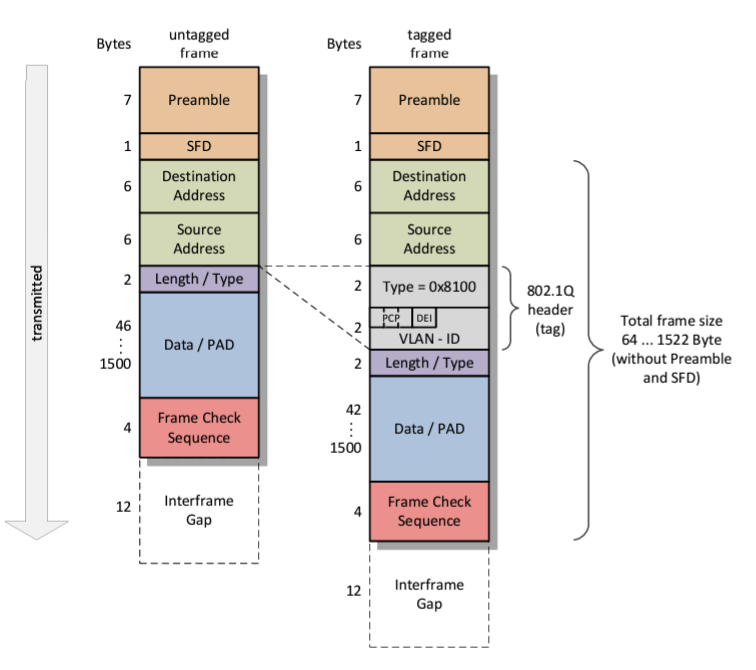 Bytes
untagged
frame
7
Preamble
1
SFD
6
Destination
Address
6
Source
Address
2
Length / Type
46
:
1500
Data / PAD
4
Frame Check
Sequence
12
Interframe
Gap
transmitted
Bytes
tagged
frame
7
Preamble
1
SFD
6
Destination
Address
6
Source
Address
2
Type = 0x8100
2
PCP
DEI
VLAN - ID
2
Length / Type
42
:
1500
Data / PAD
4
Frame Check
Sequence
12
Interframe
Gap
802.1Q
header
(tag)
Total frame size
64 ... 1522 Byte
(without Preamble
and SFD)